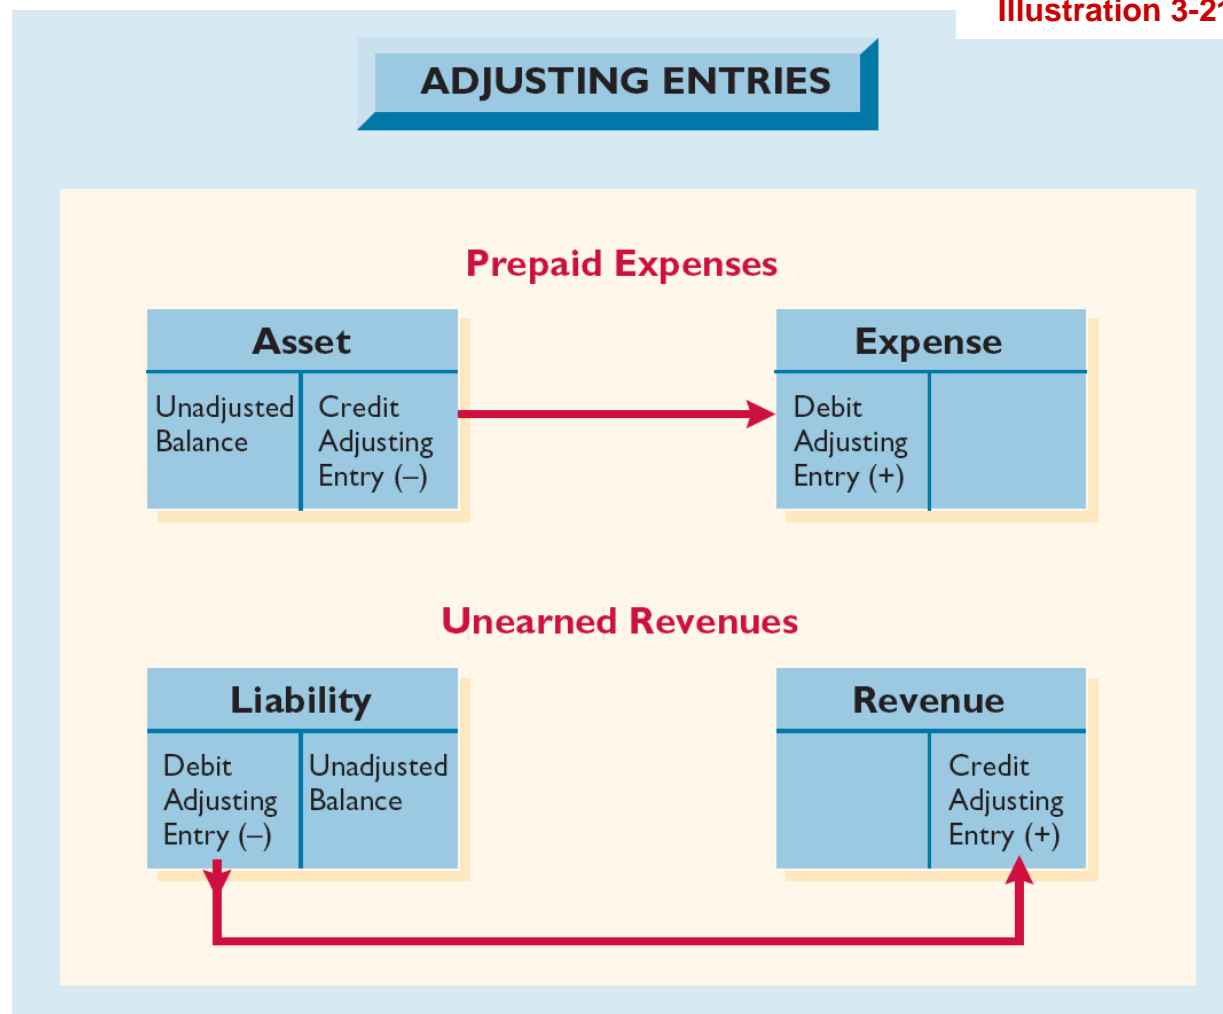 Illustration 3-21
ADJUSTING ENTRIES
Prepaid Expenses
Asset
Unadjusted
Balance
Credit
Adjusting
Entry (–)
Expense
Debit
Adjusting
Entry (+)
Unearned Revenues
Liability
Debit
Adjusting
Entry (–)
Unadjusted
Balance
Revenue
Credit
Adjusting
Entry (+)